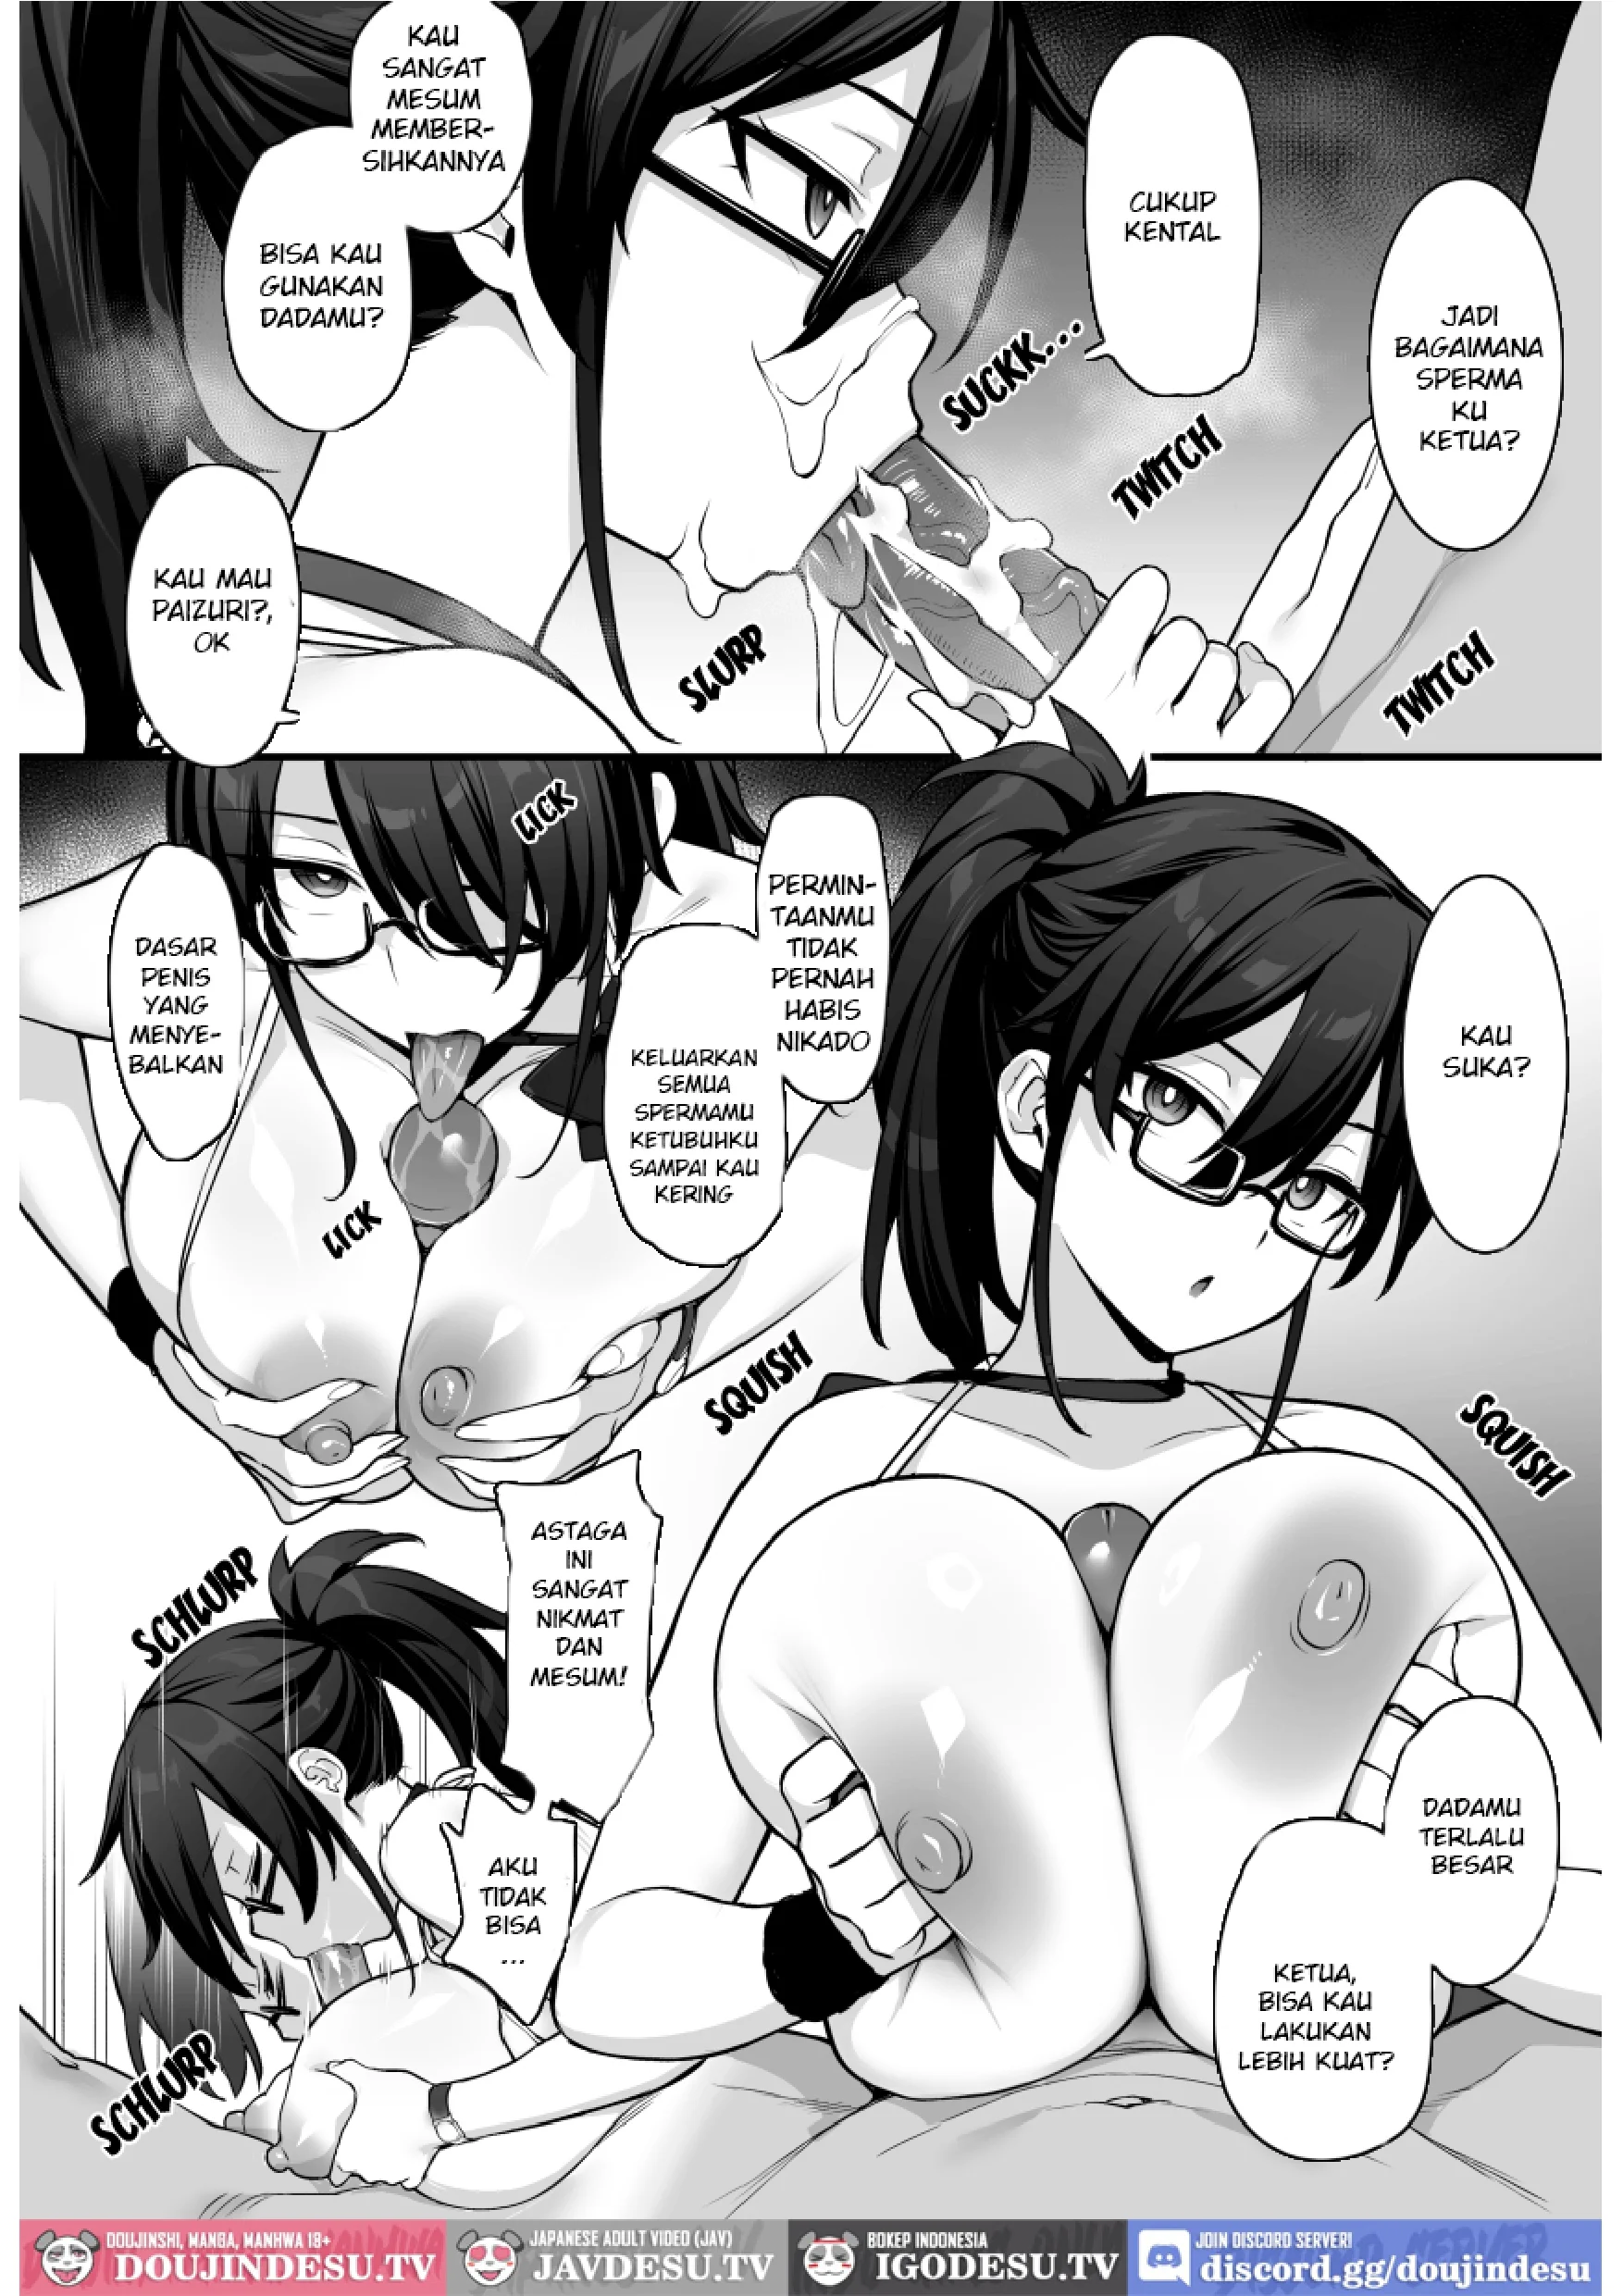 KAU
SANGAT
MESUM
MEMBER-
SIHKANNYA
BISA KAU
GUNAKAN
DADAMU?
KAU MAU
PAIZURI?,
OK
CUKUP
KENTAL
JADI
BAGAIMANA
SPERMA
KU
KETUA?
SUCKK...
TWITCH
SLURP
TWITCH
LICK
DASAR
PENIS
YANG
MENYE-
BALKAN
PERMIN-
TAANMU
TIDAK
PERNAH
HABIS
NIKADO
KELUARKAN
SEMUA
SPERMAMU
KETUBUHKU
SAMPAI KAU
KERING
LICK
KAU
SUKA?
SQUISH
SQUISH
ASTAGA
INI
SANGAT
NIKMAT
DAN
MESUM!
SCHLURP
AKU
TIDAK
BISA
...
DADAMU
TERLALU
BESAR
KETUA,
BISA KAU
LAKUKAN
LEBIH KUAT?
SCHLURP
DOUJINSHI, MANGA, MANHWA 18+
DOUJINDESU.TV
JAPANESE ADULT VIDEO (JAV)
JAVDESU.TV
BOKEP INDONESIA
IGODESU.TV
JOIN DISCORD SERVER!
discord.gg/doujindesu